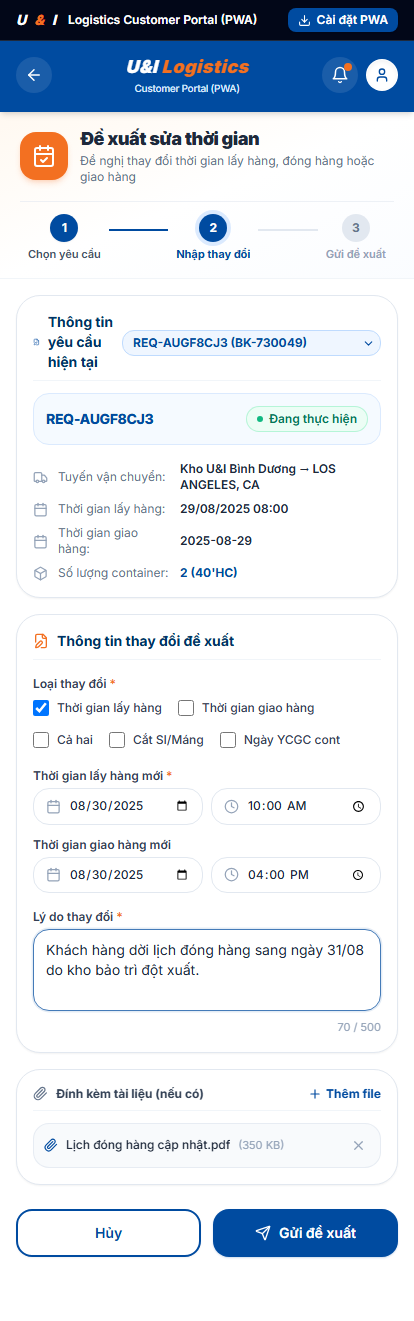 U & I Logistics Customer Portal (PWA)
Cài đặt PWA
U&I Logistics
Customer Portal (PWA)
Đề xuất sửa thời gian
Đề nghị thay đổi thời gian lấy hàng, đóng hàng hoặc
giao hàng
1
2
3
Chọn yêu cầu
Nhập thay đổi
Gửi đề xuất
Thông tin
yêu cầu
hiện tại
REQ-AUGF8CJ3 (BK-730049)
REQ-AUGF8CJ3
Đang thực hiện
Tuyến vận chuyển:
Kho U&I Bình Dương → LOS
ANGELES, CA
Thời gian lấy hàng:
29/08/2025 08:00
Thời gian giao
hàng:
2025-08-29
Số lượng container:
2 (40'HC)
Thông tin thay đổi đề xuất
Loại thay đổi *
Thời gian lấy hàng
Thời gian giao hàng
Cả hai
Cắt SI/Máng
Ngày YCGC cont
Thời gian lấy hàng mới *
08/30/2025
10:00 AM
Thời gian giao hàng mới
08/30/2025
04:00 PM
Lý do thay đổi *
Khách hàng dời lịch đóng hàng sang ngày 31/08
do kho bảo trì đột xuất.
70 / 500
Đính kèm tài liệu (nếu có)
+ Thêm file
Lịch đóng hàng cập nhật.pdf (350 KB)
Hủy
Gửi đề xuất